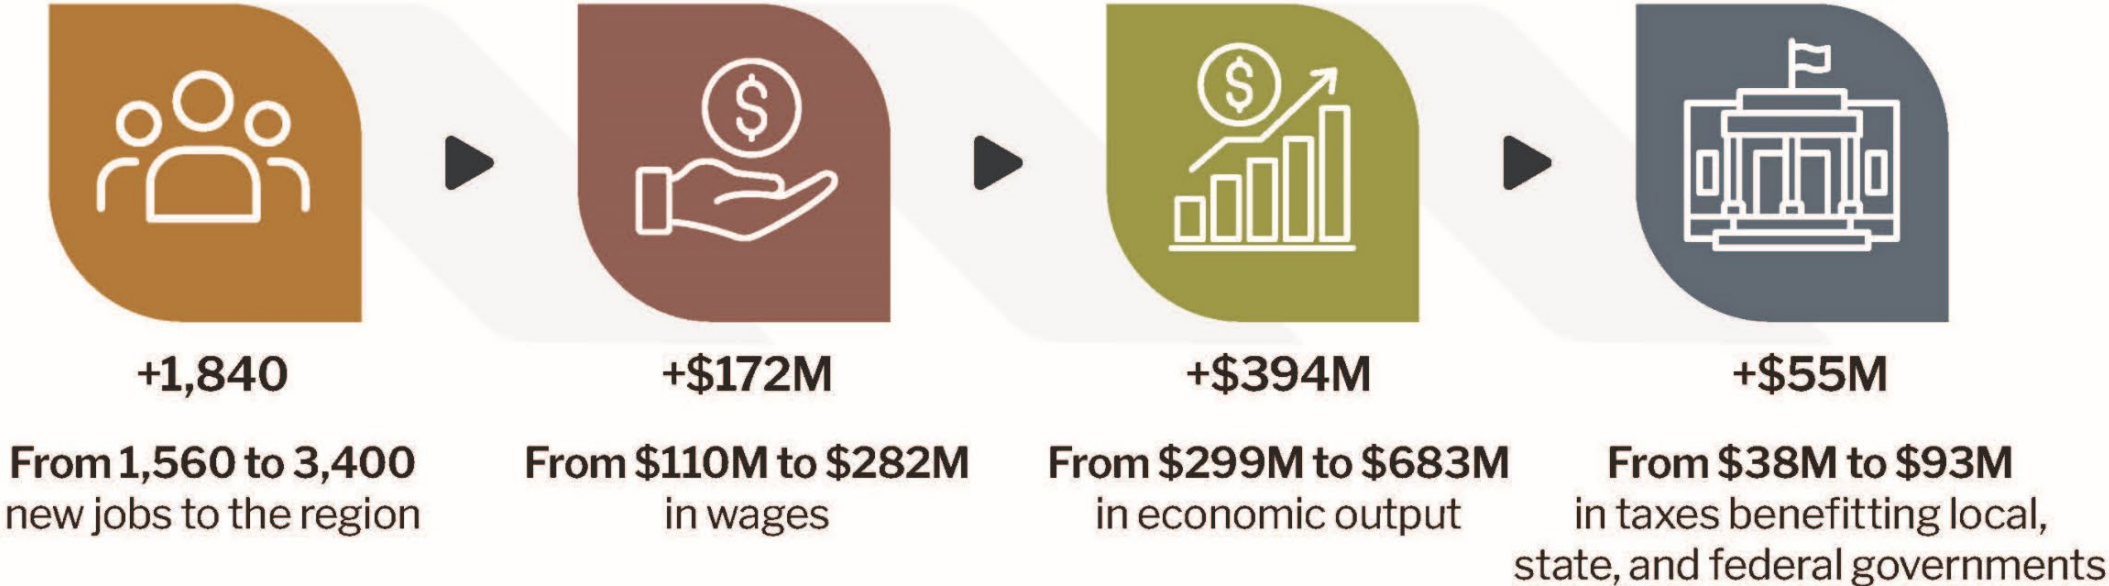 +1,840
From 1,560 to 3,400
new jobs to the region
+$172M
From $110M to $282M
in wages
+$394M
From $299M to $683M
in economic output
+$55M
From $38M to $93M
in taxes benefitting local,
state, and federal governments